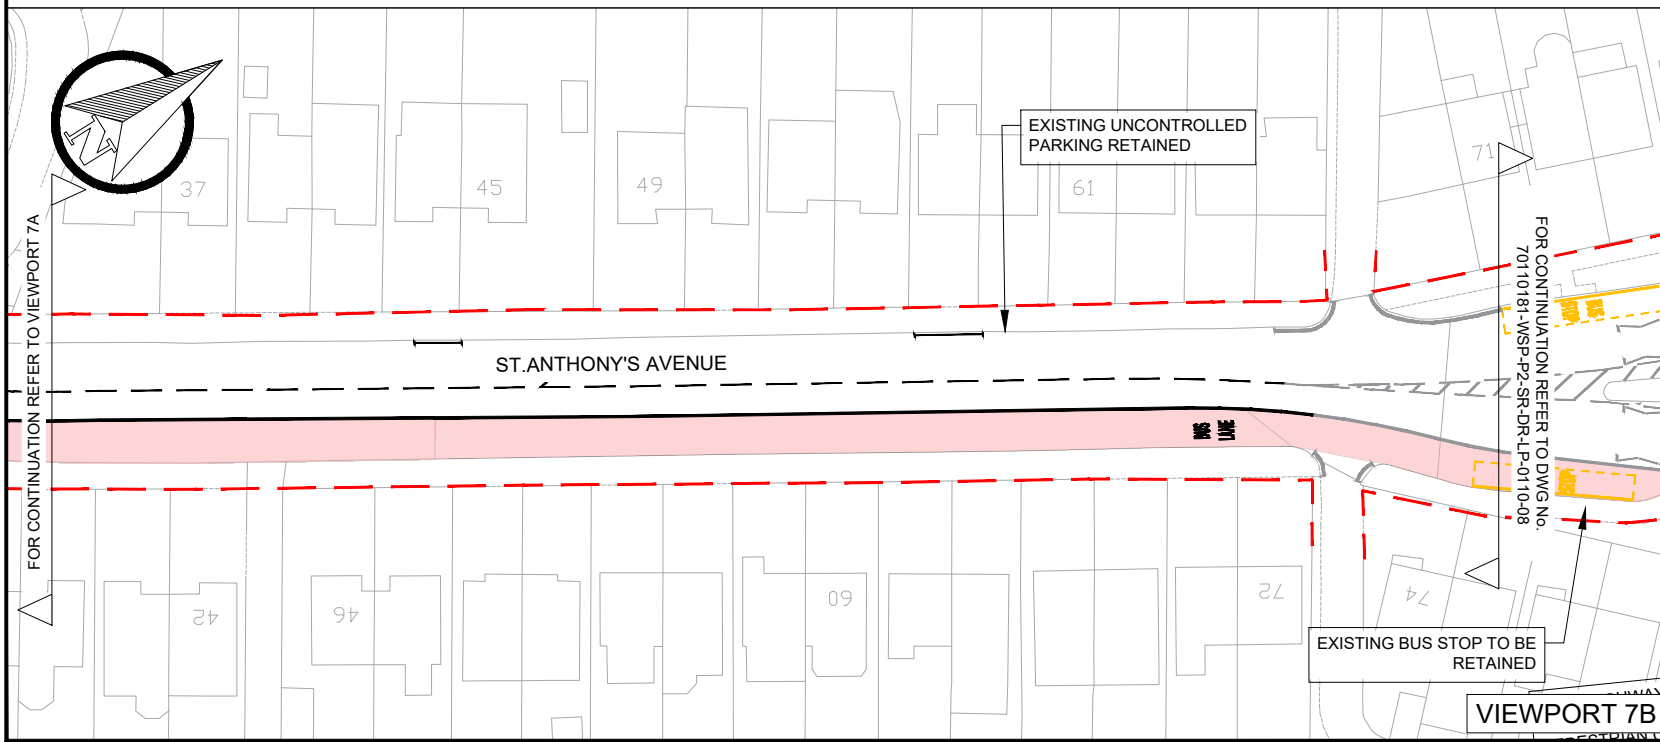 N
37
45
49
61
71
EXISTING UNCONTROLLED
PARKING RETAINED
FOR CONTINUATION REFER TO VIEWPORT 7A
ST.ANTHONY'S AVENUE
BUS
LANE
FOR CONTINUATION REFER TO DWG No.
70110181-WSP-P2-SR-DR-LP-0110-08
42
46
60
72
74
EXISTING BUS STOP TO BE
RETAINED
VIEWPORT 7B